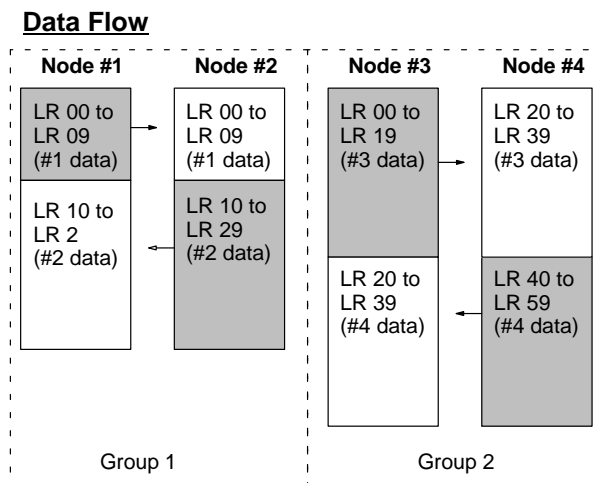 Data Flow
Node #1
Node #2
Node #3
Node #4
LR 00 to
LR 09
(#1 data)
LR 10 to
LR 2
(#2 data)
LR 00 to
LR 09
(#1 data)
LR 10 to
LR 29
(#2 data)
LR 00 to
LR 19
(#3 data)
LR 20 to
LR 39
(#4 data)
LR 20 to
LR 39
(#3 data)
LR 40 to
LR 59
(#4 data)
Group 1
Group 2